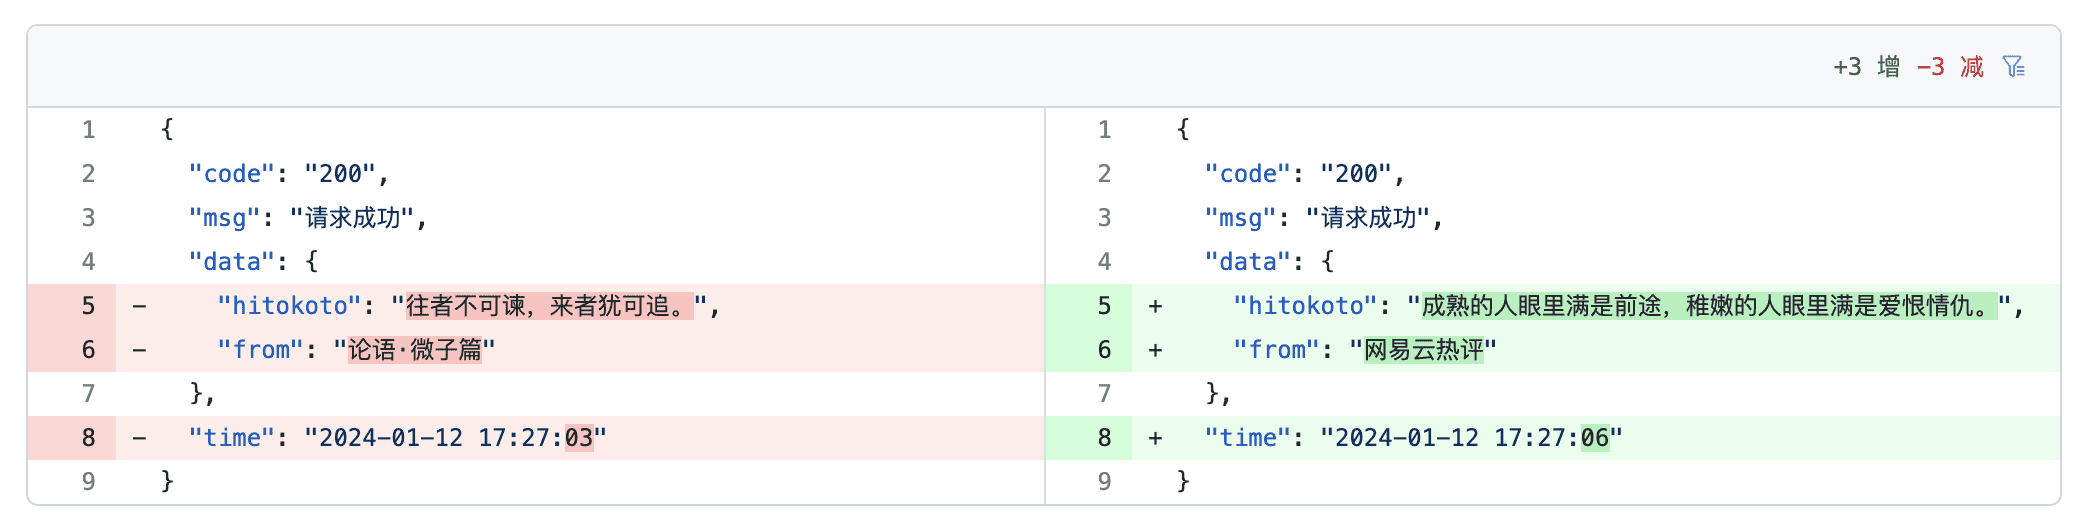 +3 增 -3 减
1 {
2 "code": "200",
3 "msg": "请求成功",
4 "data": {
5 - "hitokoto": "往者不可谏，来者犹可追。",
6 - "from": "论语·微子篇"
7 },
8 - "time": "2024-01-12 17:27:03"
9 }
1 {
2 "code": "200",
3 "msg": "请求成功",
4 "data": {
5 + "hitokoto": "成熟的人眼里满是前途，稚嫩的人眼里满是爱恨情仇。",
6 + "from": "网易云热评"
7 },
8 + "time": "2024-01-12 17:27:06"
9 }